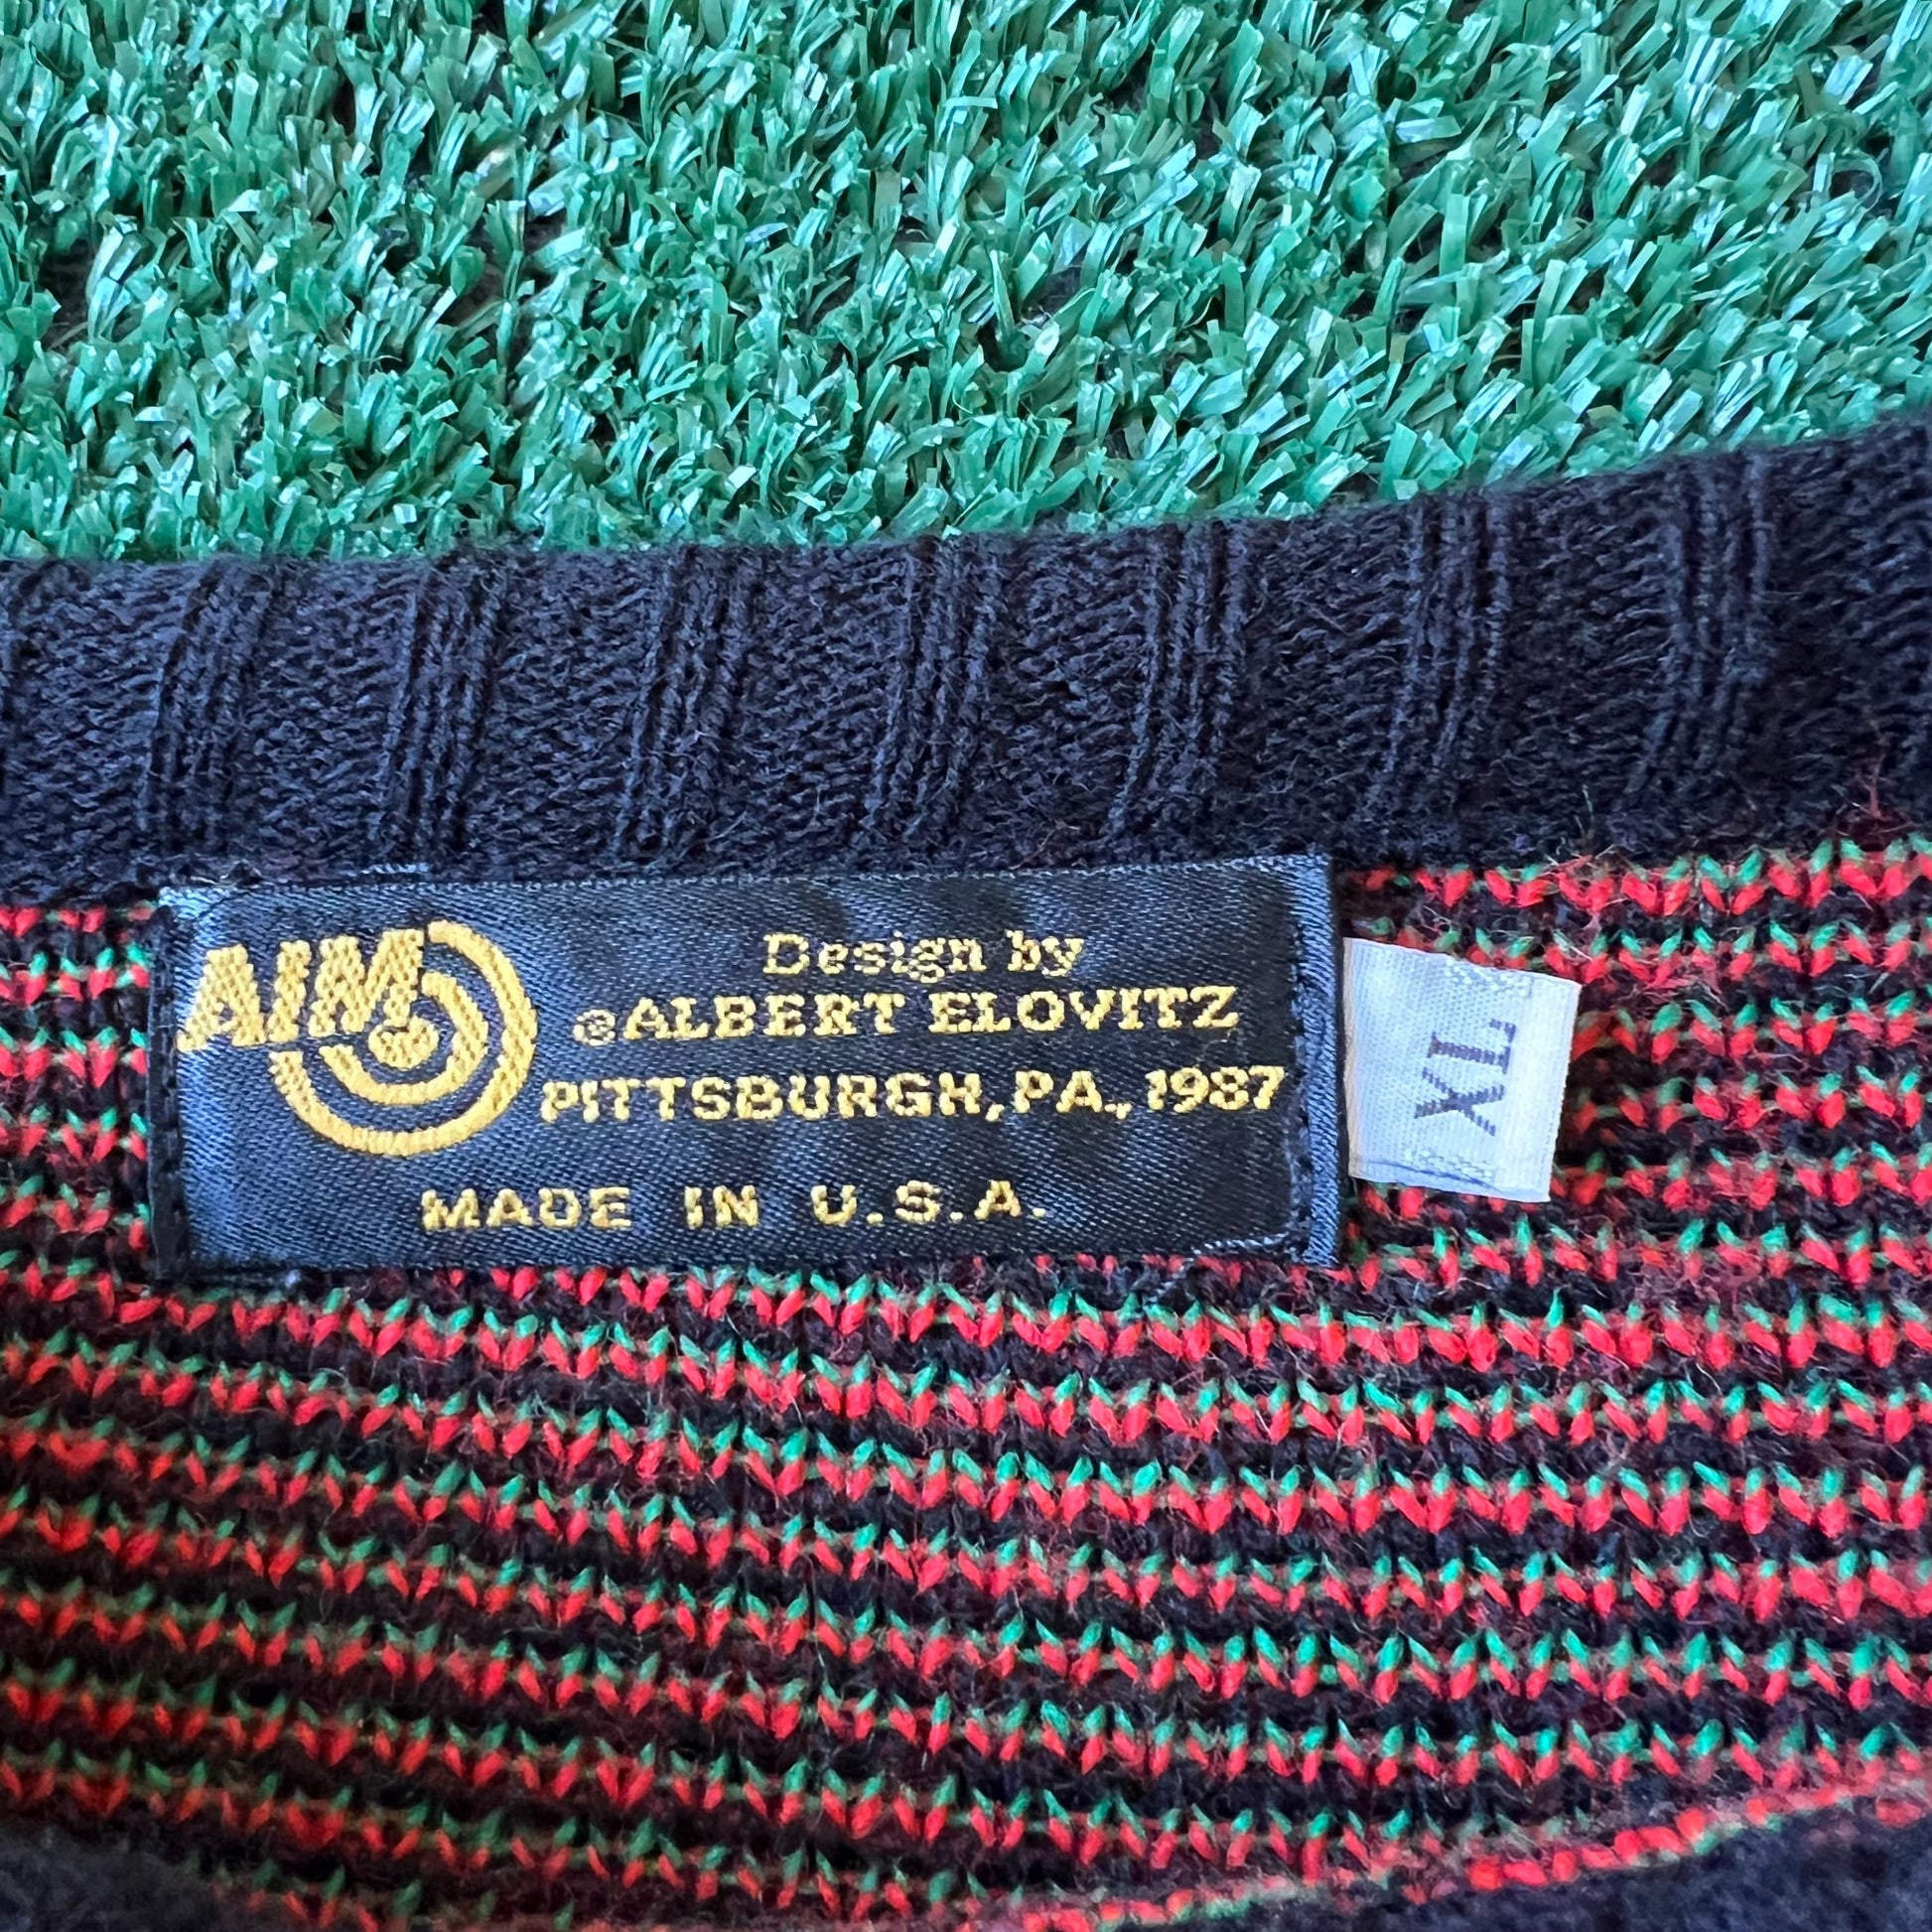 AIM
Design by
©ALBERT ELOVITZ
PITTSBURGH, PA., 1987
MADE IN U.S.A.
XL